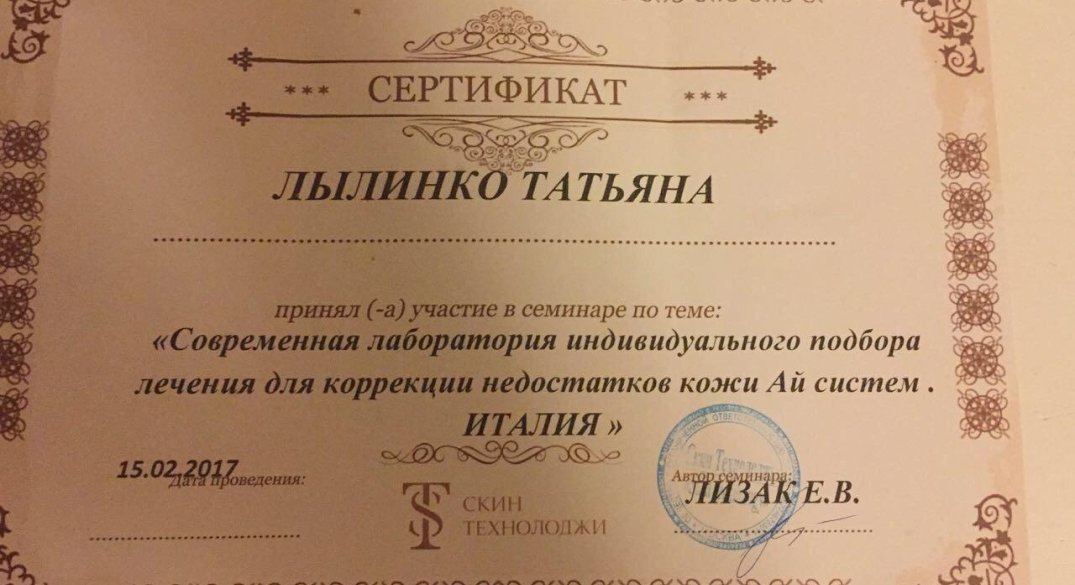 *** СЕРТИФИКАТ ***
ЛЫЛИНКО ТАТЬЯНА
принял (-а) участие в семинаре по теме:
«Современная лаборатория индивидуального подбора
лечения для коррекции недостатков кожи Ай систем .
ИТАЛИЯ »
15.02.2017
Дата проведения:
СКИН
ТЕХНОЛОДЖИ
Автор семинара:
ЛИЗАК Е.В.